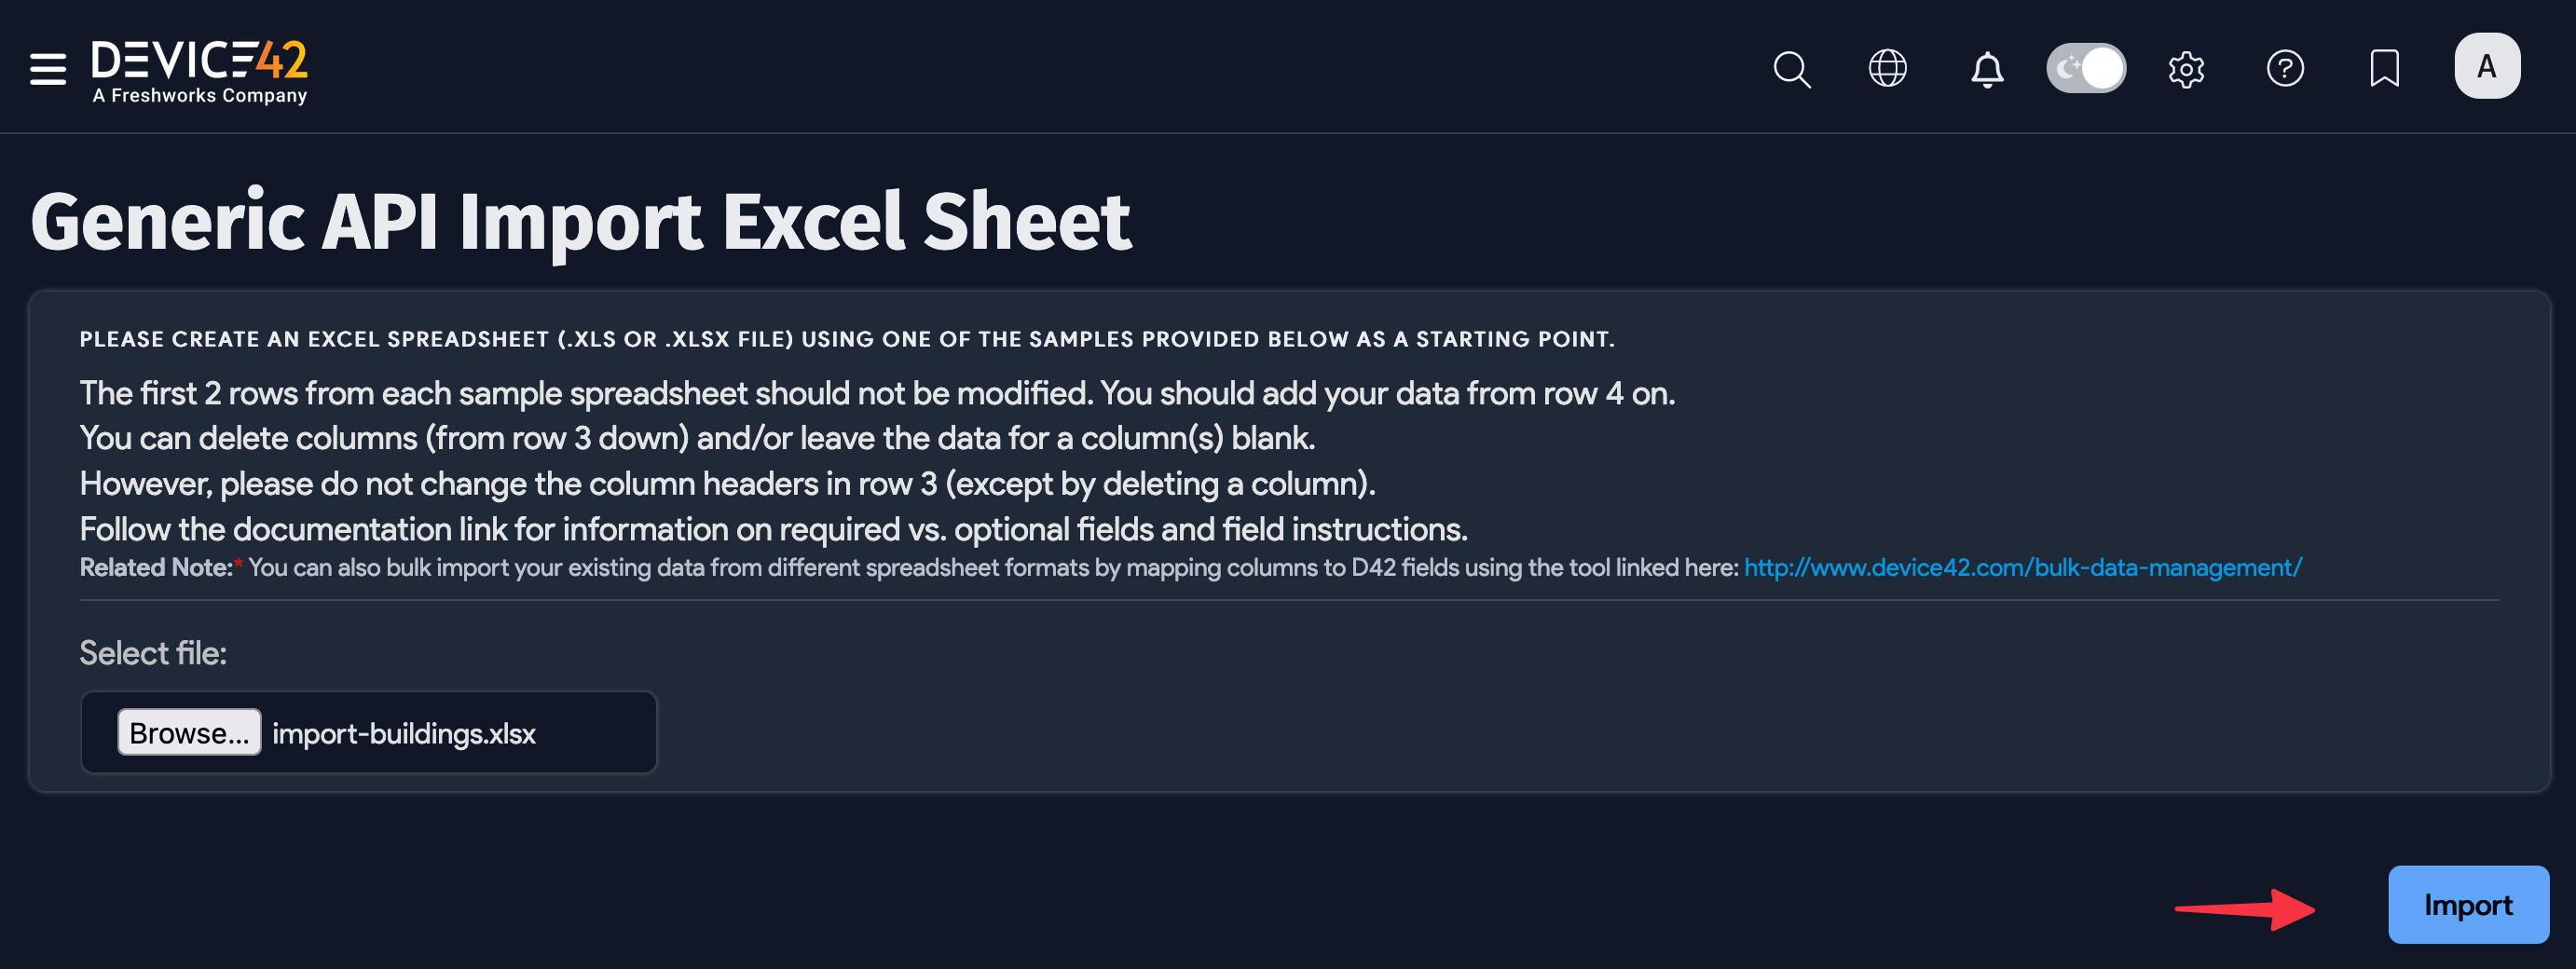 DEVICE42
A Freshworks Company
A
Generic API Import Excel Sheet
PLEASE CREATE AN EXCEL SPREADSHEET (.XLS OR .XLSX FILE) USING ONE OF THE SAMPLES PROVIDED BELOW AS A STARTING POINT.
The first 2 rows from each sample spreadsheet should not be modified. You should add your data from row 4 on.
You can delete columns (from row 3 down) and/or leave the data for a column(s) blank.
However, please do not change the column headers in row 3 (except by deleting a column).
Follow the documentation link for information on required vs. optional fields and field instructions.
Related Note:* You can also bulk import your existing data from different spreadsheet formats by mapping columns to D42 fields using the tool linked here: http://www.device42.com/bulk-data-management/
Select file:
Browse... import-buildings.xlsx
Import